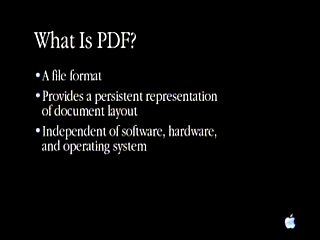 What Is PDF?
• A file format
• Provides a persistent representation
of document layout
• Independent of software, hardware,
and operating system